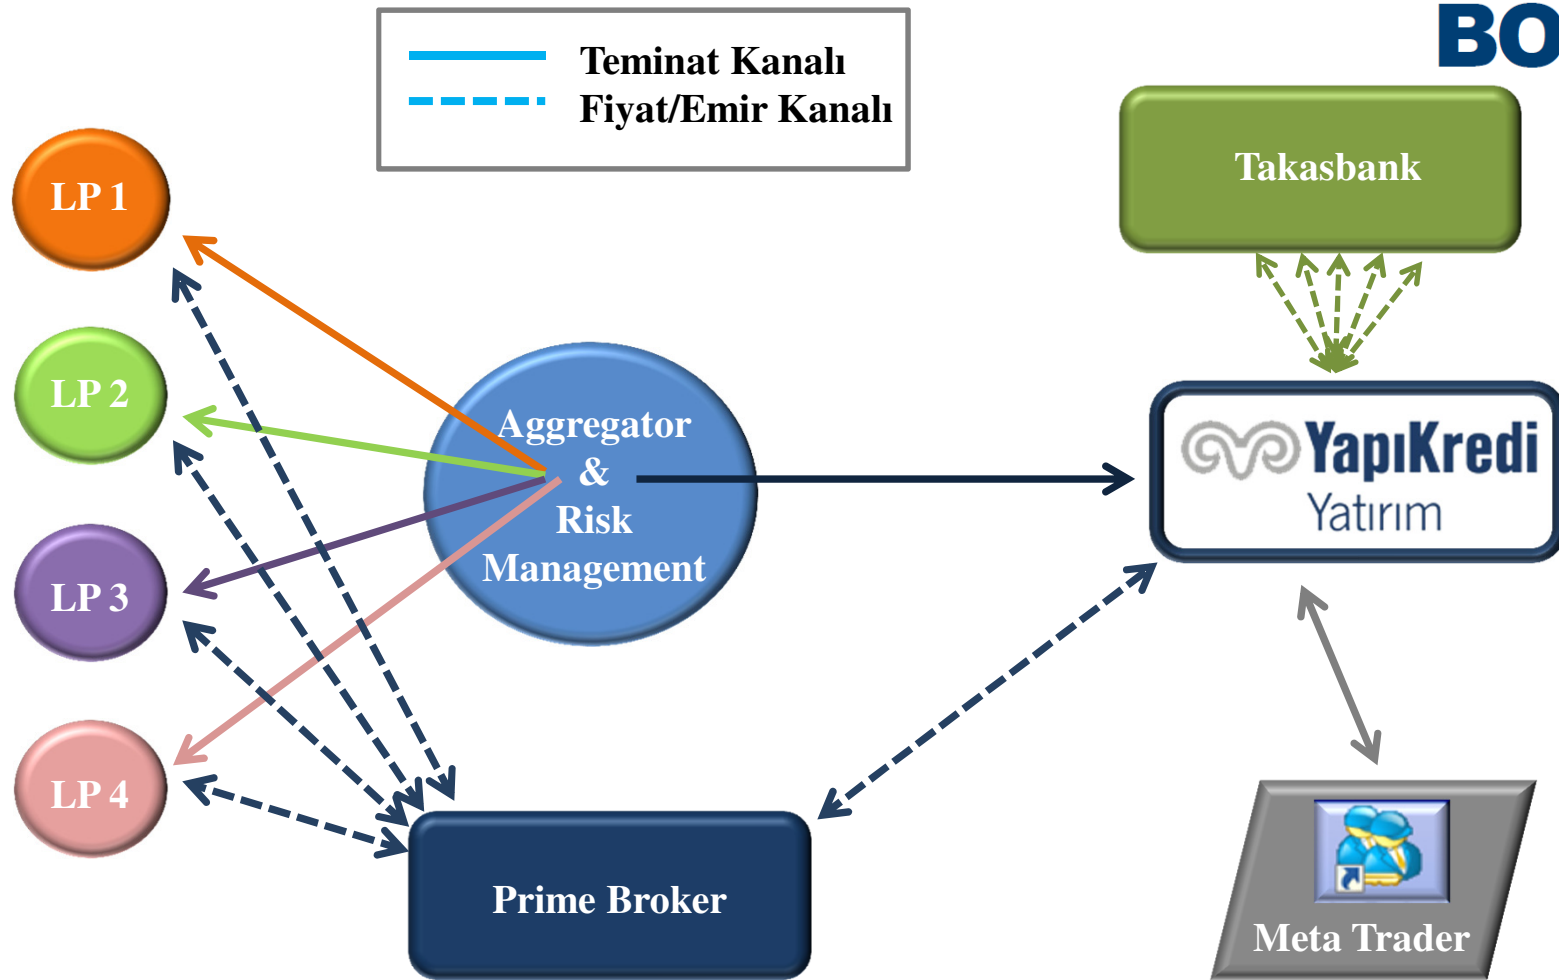 BO
Teminat Kanalı
Fiyat/Emir Kanalı
Takasbank
LP 1
LP 2
Aggregator
&
Risk
Management
YapıKredi
Yatırım
LP 3
LP 4
Prime Broker
Meta Trader